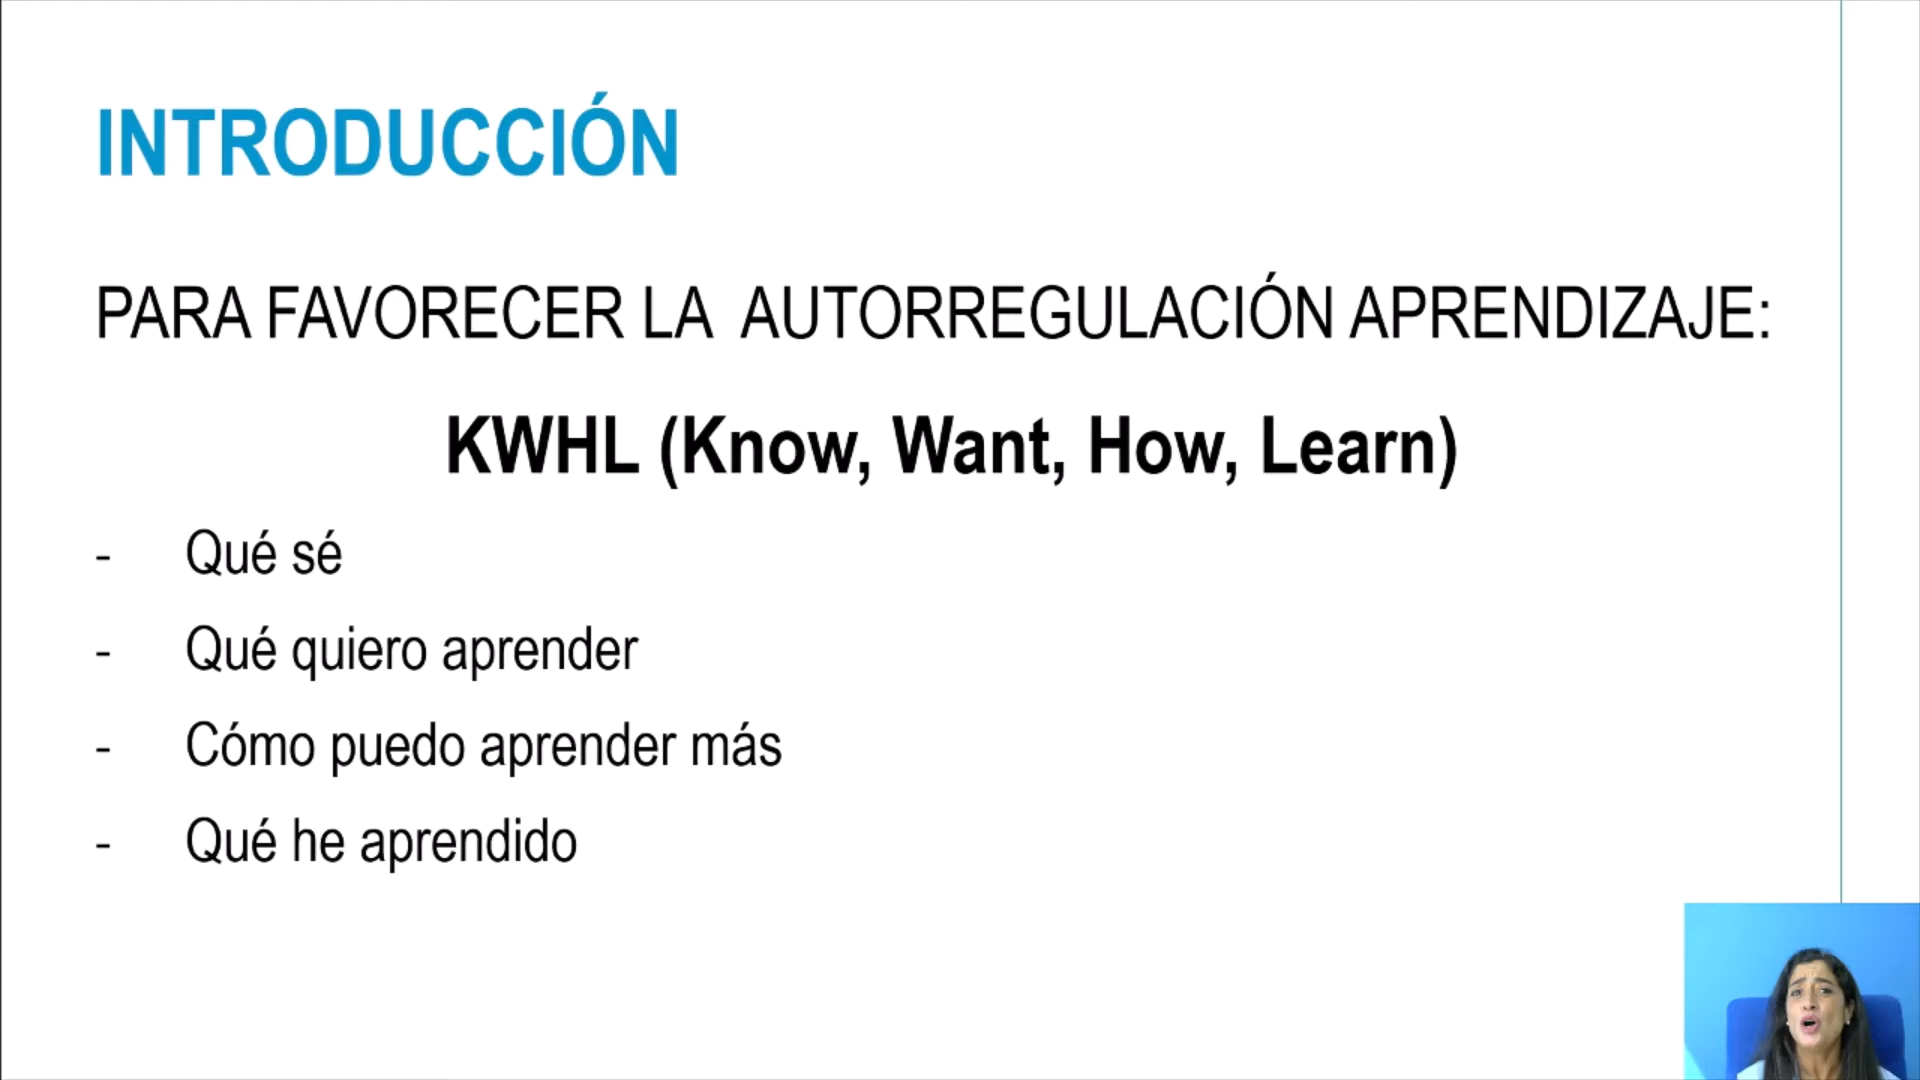 INTRODUCCIÓN
PARA FAVORECER LA AUTORREGULACIÓN APRENDIZAJE:
KWHL (Know, Want, How, Learn)
- Qué sé
- Qué quiero aprender
- Cómo puedo aprender más
- Qué he aprendido